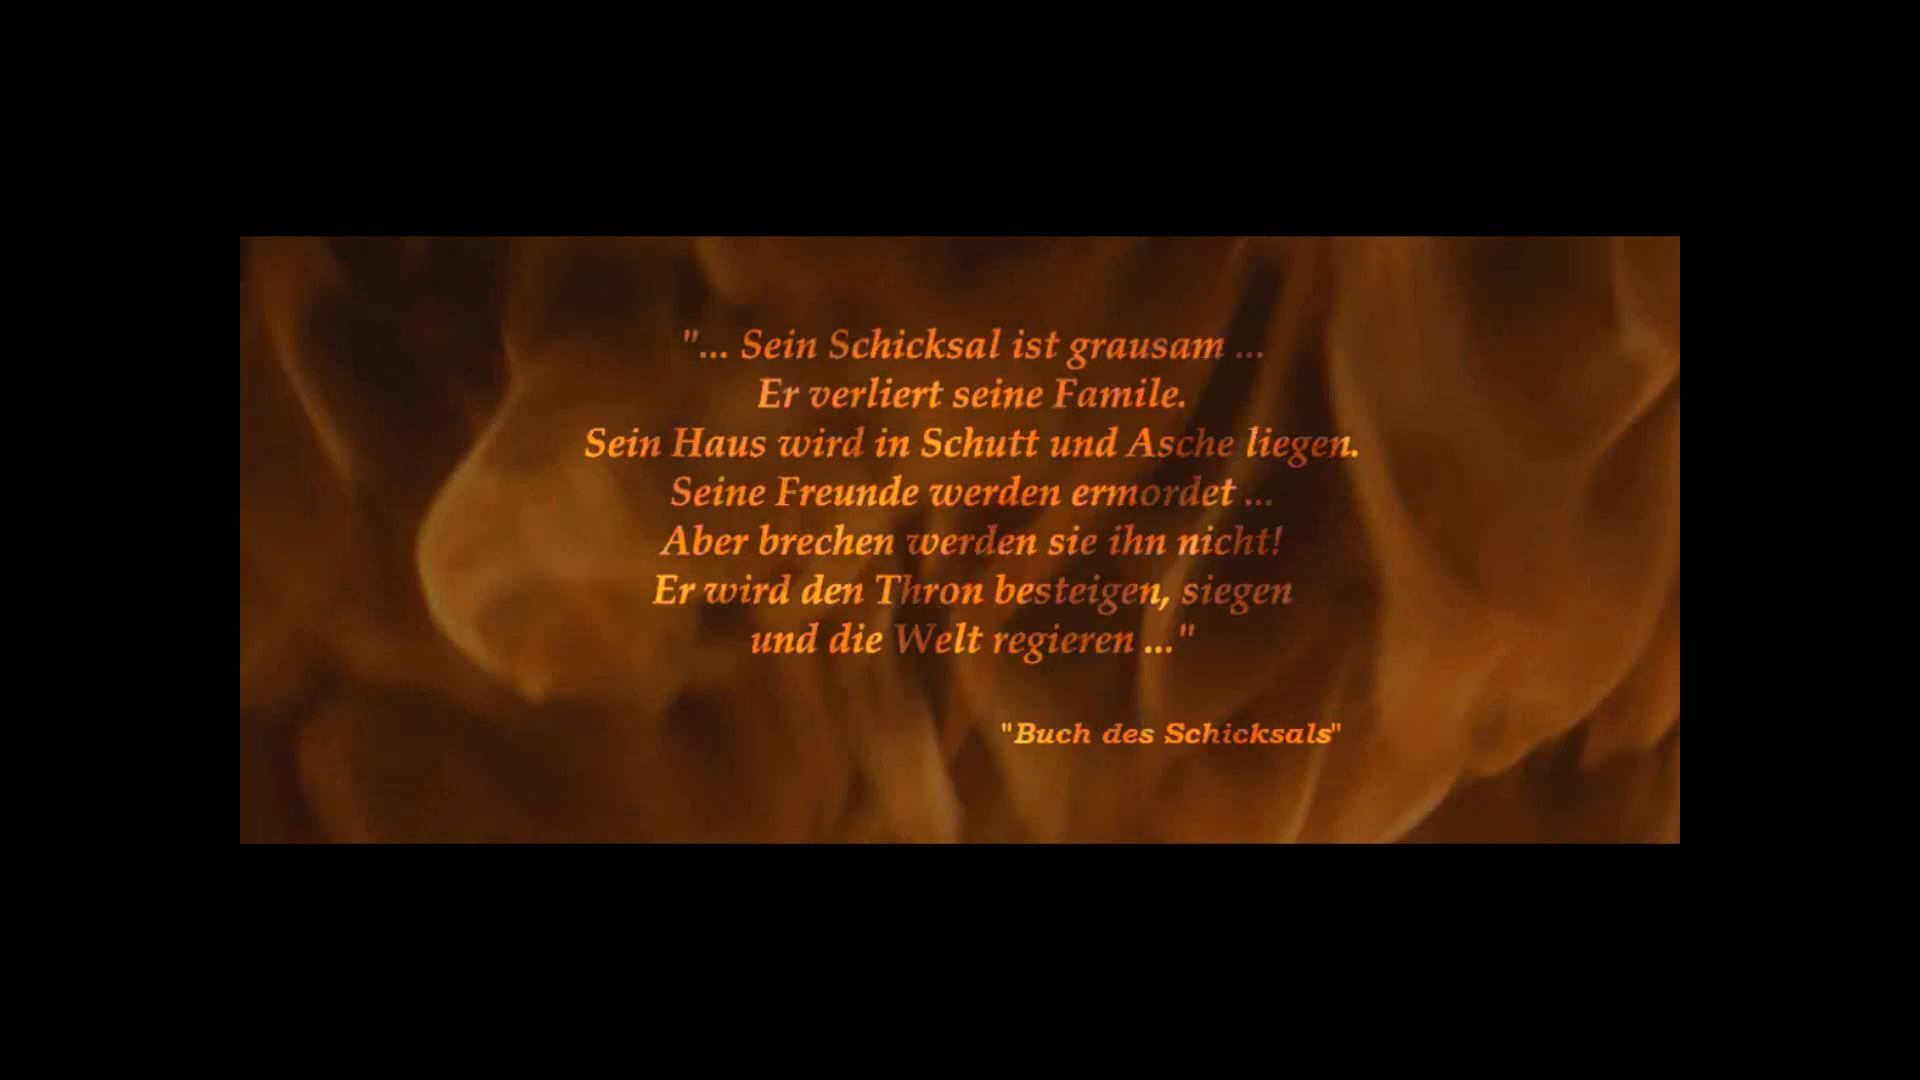 "... Sein Schicksal ist grausam ...
Er verliert seine Famile.
Sein Haus wird in Schutt und Asche liegen.
Seine Freunde werden ermordet ...
Aber brechen werden sie ihn nicht!
Er wird den Thron besteigen, siegen
und die Welt regieren ..."
"Buch des Schicksals"